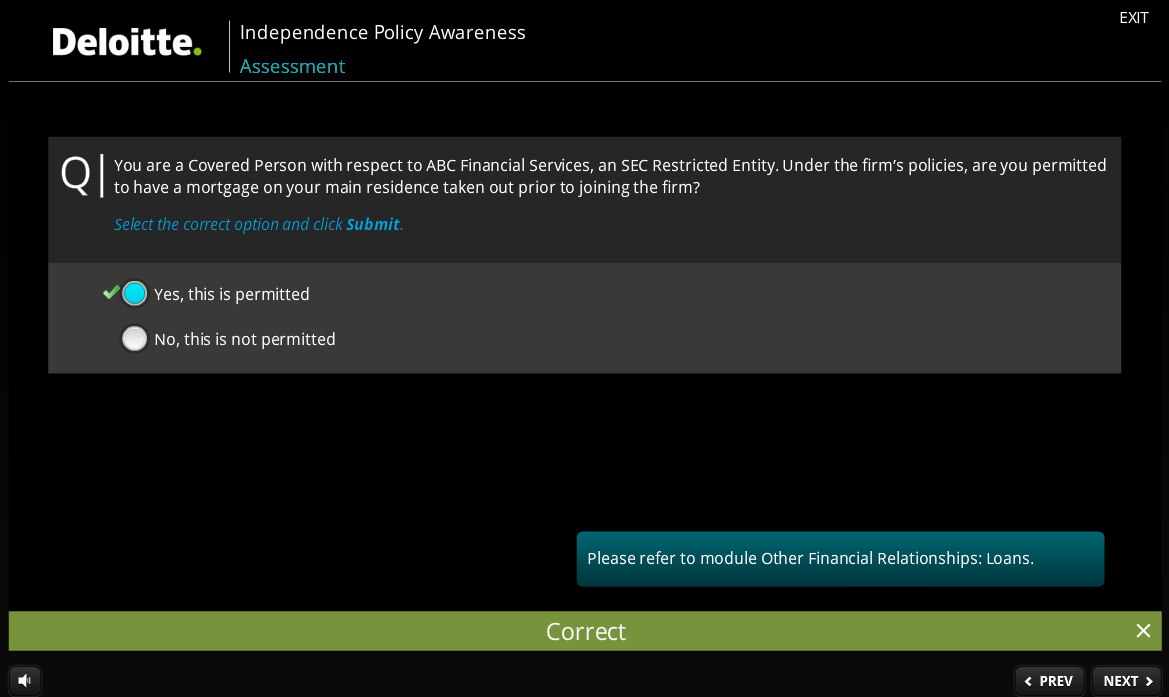 EXIT
Deloitte.
Independence Policy Awareness
Assessment
Q
You are a Covered Person with respect to ABC Financial Services, an SEC Restricted Entity. Under the firm’s policies, are you permitted
to have a mortgage on your main residence taken out prior to joining the firm?
Select the correct option and click Submit.
Yes, this is permitted
No, this is not permitted
Please refer to module Other Financial Relationships: Loans.
Correct
PREV
NEXT